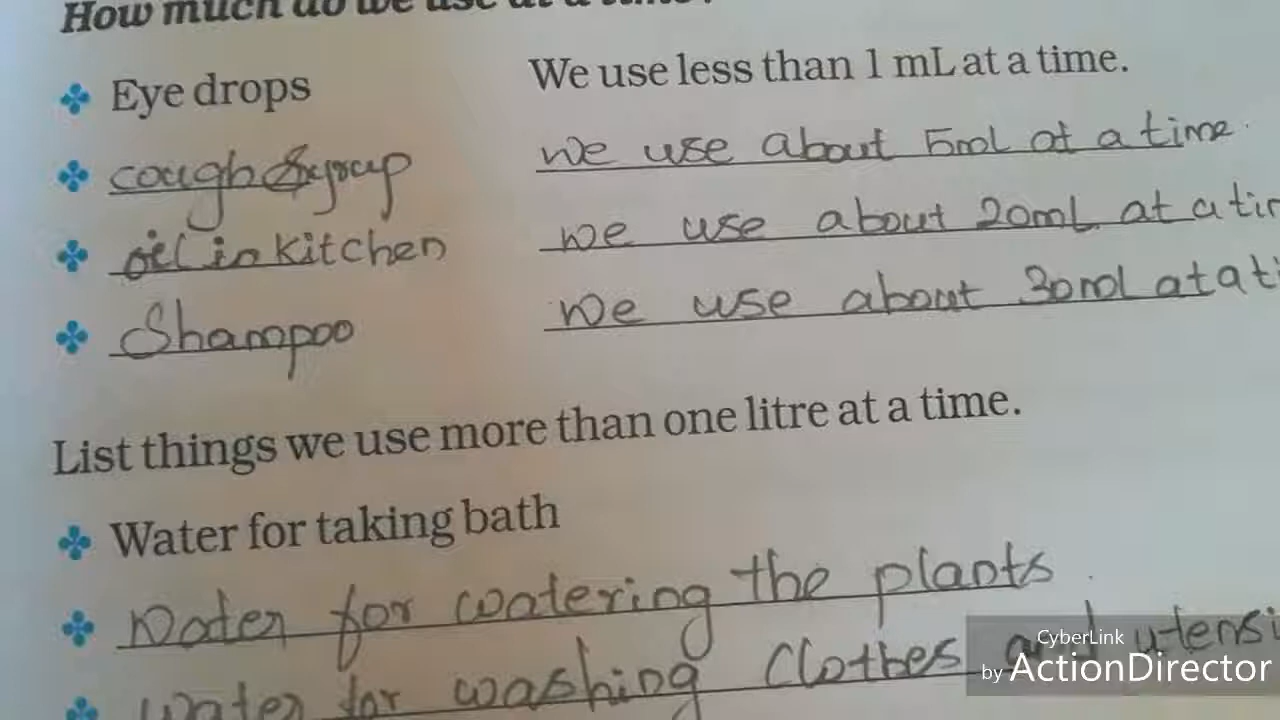 How much do we use at a time?
Eye drops We use less than 1 mL at a time.
cough syrup we use about 5ml at a time.
oil in kitchen we use about 20mL at a tim
Shampoo we use about 30ml at a ti
List things we use more than one litre at a time.
Water for taking bath
Water for watering the plants.
Water for washing clothes and utensi
CyberLink
by ActionDirector